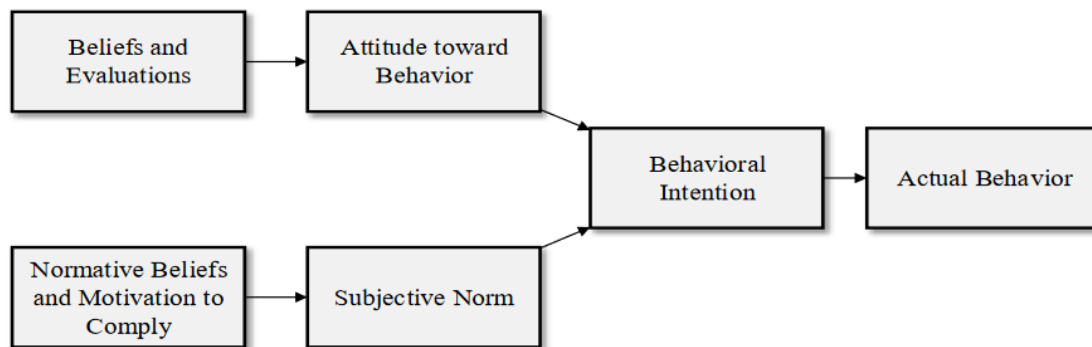 Beliefs and
Evaluations
Attitude toward
Behavior
Behavioral
Intention
Actual Behavior
Normative Beliefs
and Motivation to
Comply
Subjective Norm